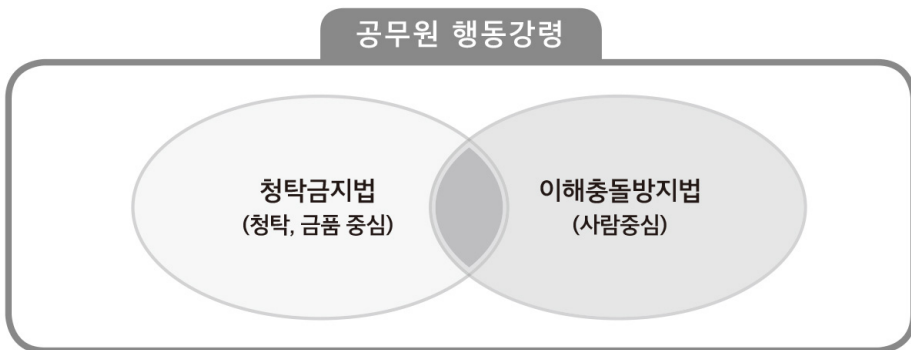 공무원 행동강령
청탁금지법
(청탁, 금품 중심)
이해충돌방지법
(사람중심)